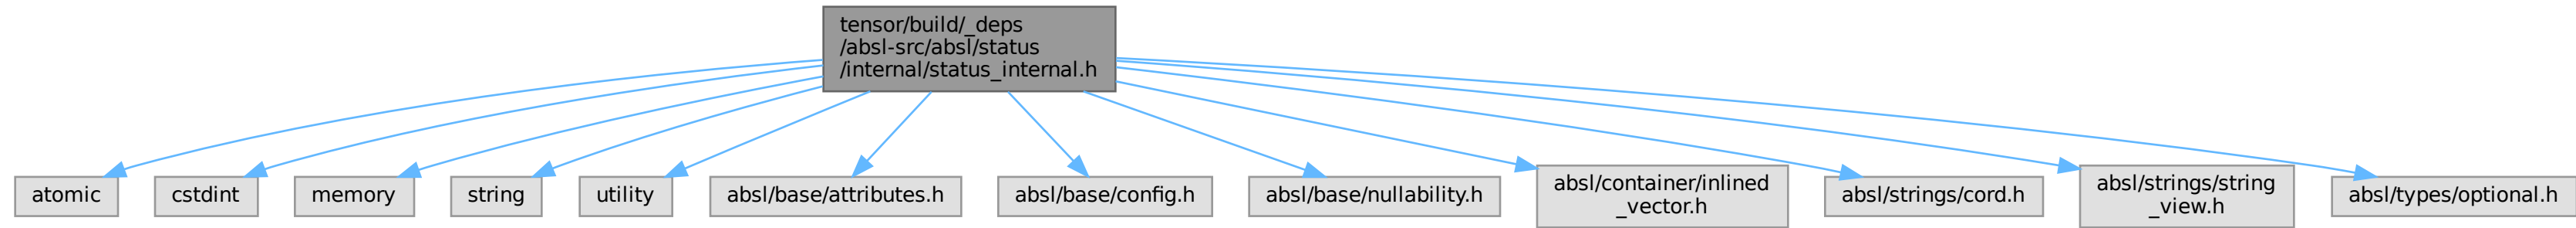 tensor/build/_deps
/absl-src/absl/status
/internal/status_internal.h
atomic
cstdint
memory
string
utility
absl/base/attributes.h
absl/base/config.h
absl/base/nullability.h
absl/container/inlined
_vector.h
absl/strings/cord.h
absl/strings/string
_view.h
absl/types/optional.h